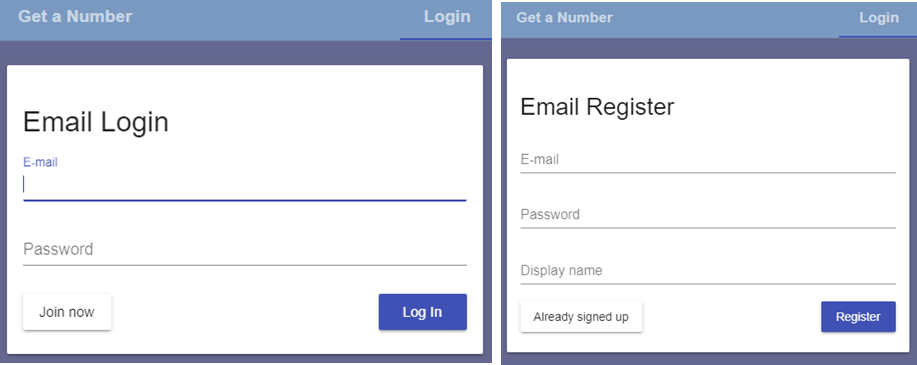 Get a Number Login
Email Login
E-mail
Password
Join now Log In
Get a Number Login
Email Register
E-mail
Password
Display name
Already signed up Register